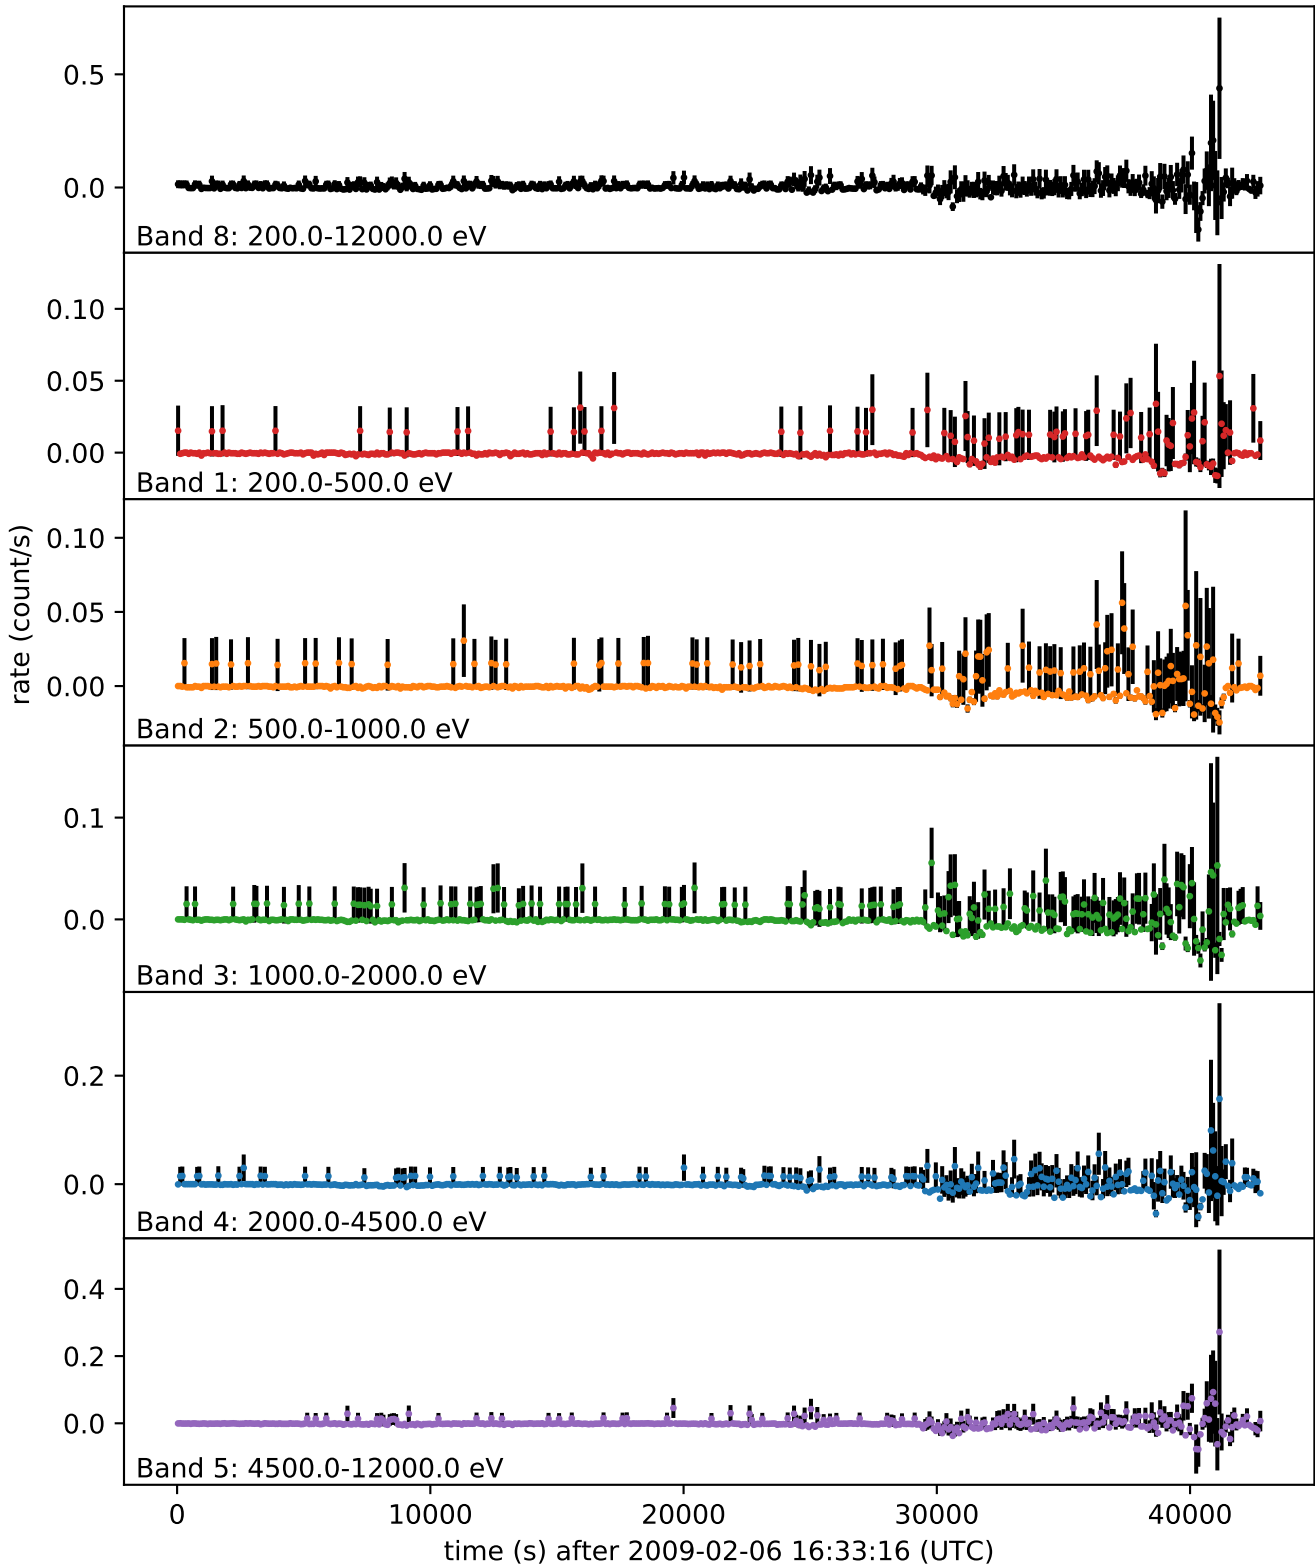 0.5
0.0
Band 8: 200.0-12000.0 eV
0.10
0.05
0.00
Band 1: 200.0-500.0 eV
rate (count/s)
0.10
0.05
0.00
Band 2: 500.0-1000.0 eV
0.1
0.0
Band 3: 1000.0-2000.0 eV
0.2
0.0
Band 4: 2000.0-4500.0 eV
0.4
0.2
0.0
Band 5: 4500.0-12000.0 eV
0 10000 20000 30000 40000
time (s) after 2009-02-06 16:33:16 (UTC)